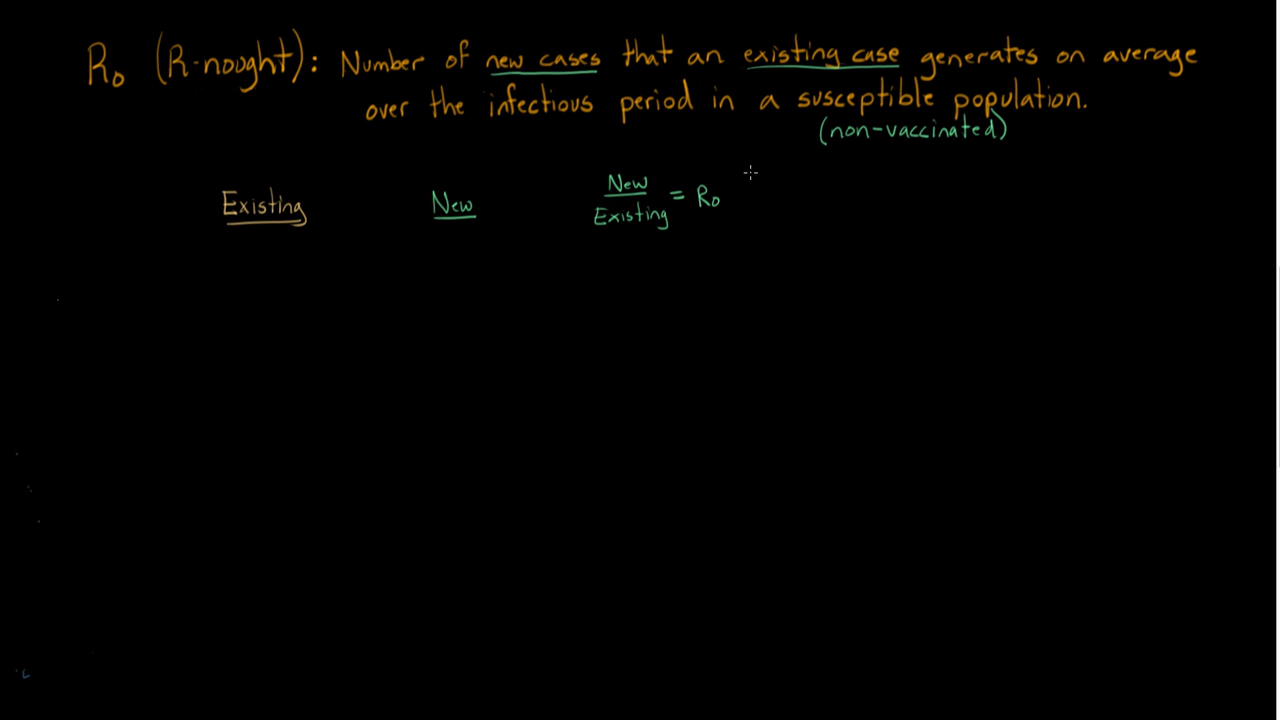 R₀ (R-nought): Number of new cases that an existing case generates on average
over the infectious period in a susceptible population.
(non-vaccinated)
Existing New New/Existing = R₀